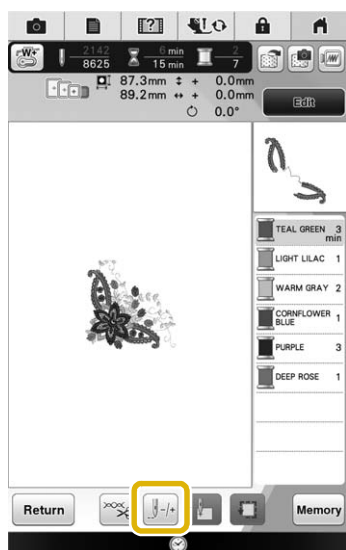 2142 6 min 2
8625 15 min 7
87.3mm + 0.0mm
89.2mm + 0.0mm
0.0°
Edit
TEAL GREEN 3
min
LIGHT LILAC 1
WARM GRAY 2
CORNFLOWER
BLUE 1
PURPLE 3
DEEP ROSE 1
Return
-/+
Memory